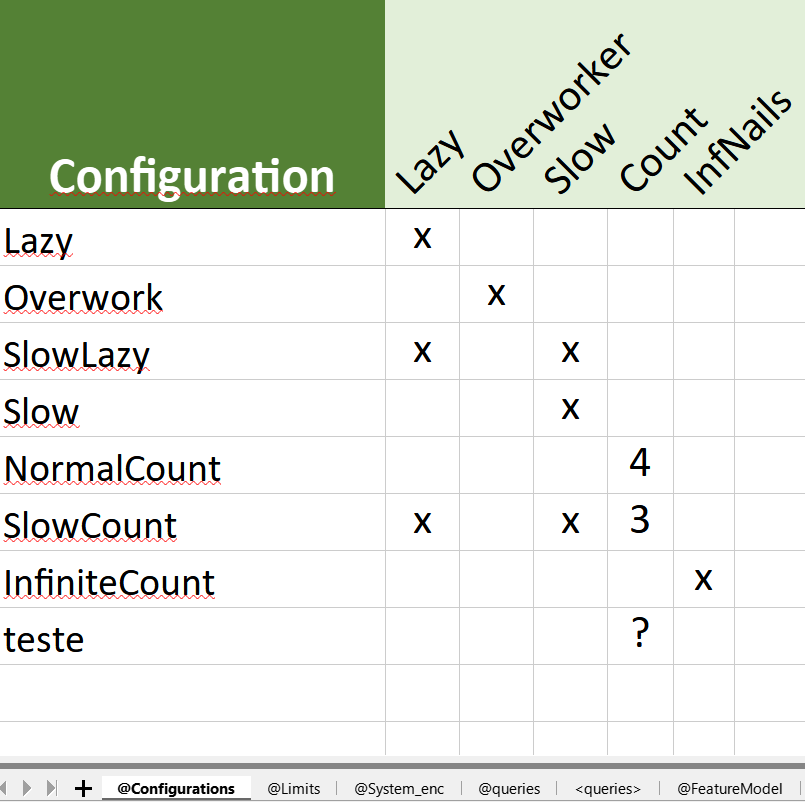 Configuration Lazy Overworker Slow Count InfNails
Lazy x
Overwork x
SlowLazy x x
Slow x
NormalCount 4
SlowCount x x 3
InfiniteCount x
teste ?
+ @Configurations @Limits @System_enc @queries <queries> @FeatureModel